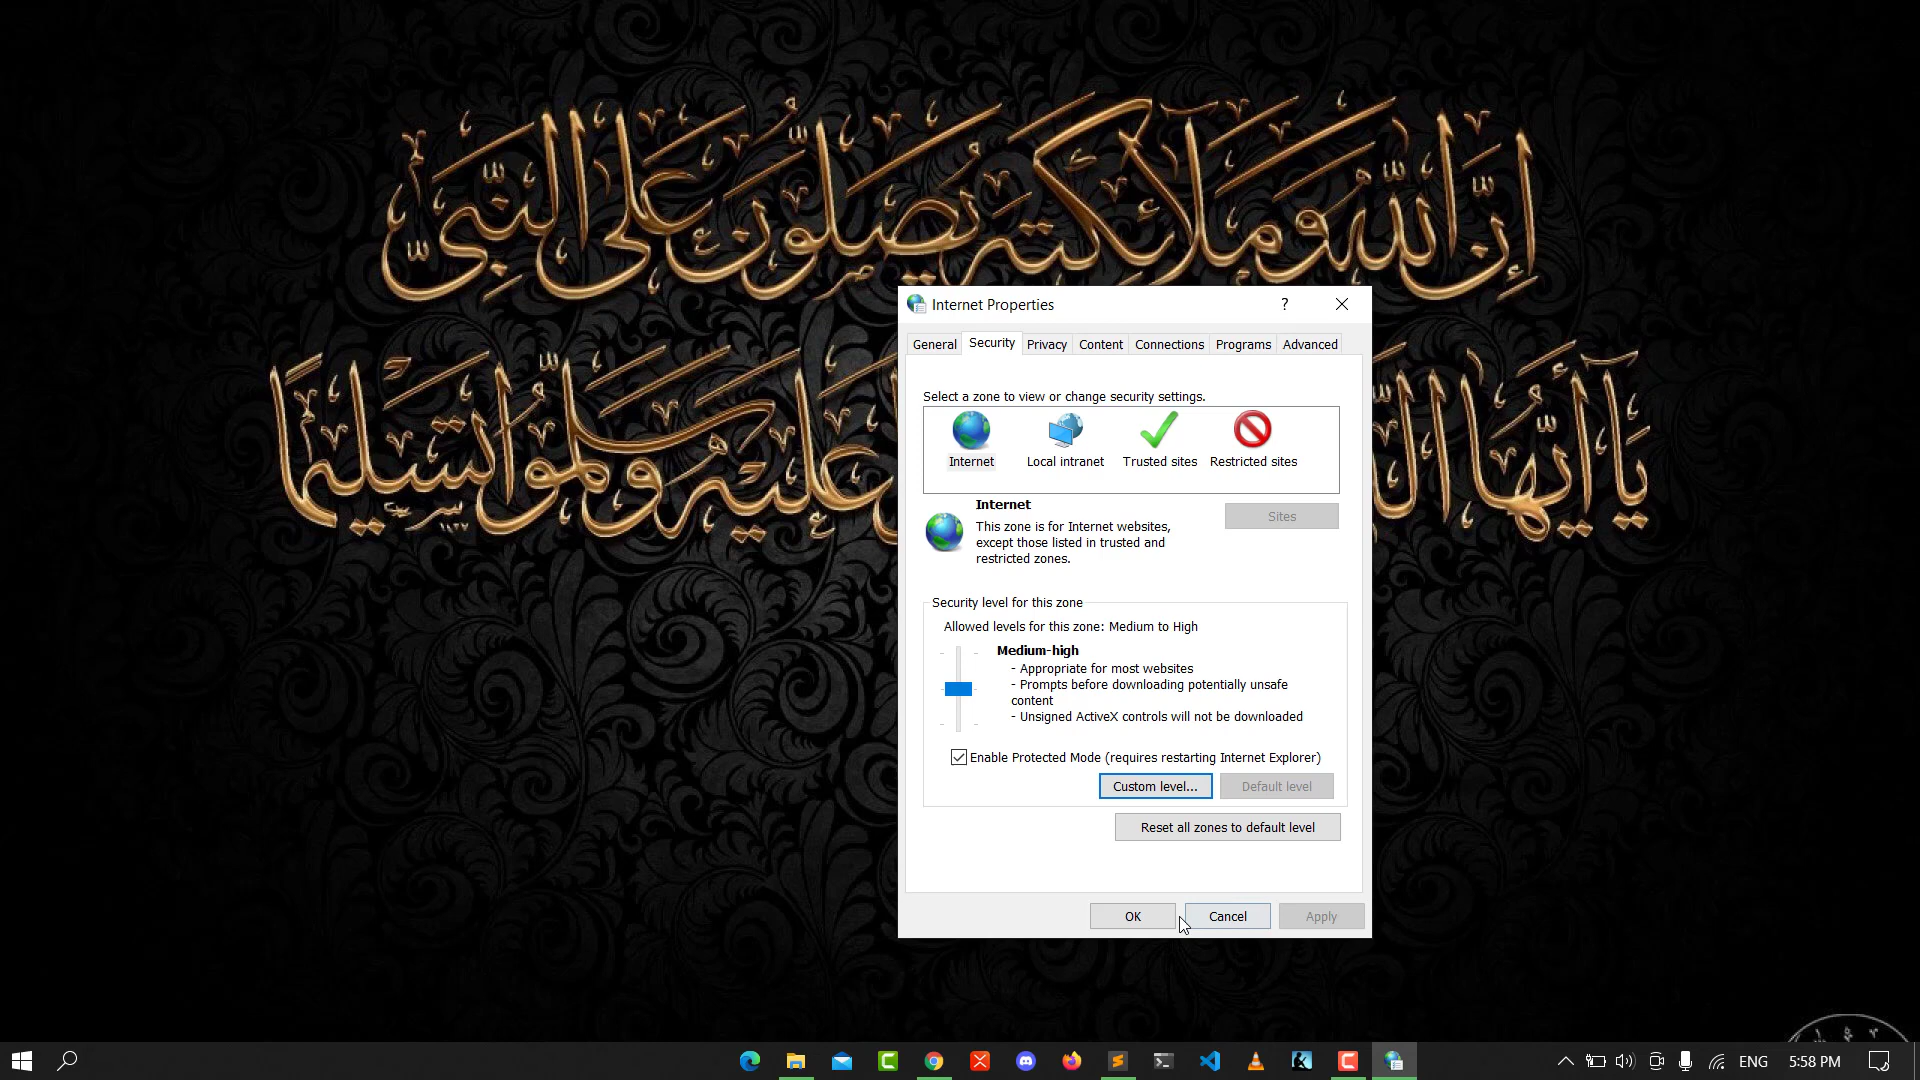 إن الله وملائكته يصلون على النبي
يا أيها
عليه وسلموا تسليما
Internet Properties
?
General Security Privacy Content Connections Programs Advanced
Select a zone to view or change security settings.
Internet Local intranet Trusted sites Restricted sites
Internet
Sites
This zone is for Internet websites,
except those listed in trusted and
restricted zones.
Security level for this zone
Allowed levels for this zone: Medium to High
Medium-high
- Appropriate for most websites
- Prompts before downloading potentially unsafe
content
- Unsigned ActiveX controls will not be downloaded
Enable Protected Mode (requires restarting Internet Explorer)
Custom level... Default level
Reset all zones to default level
OK Cancel Apply
ENG 5:58 PM